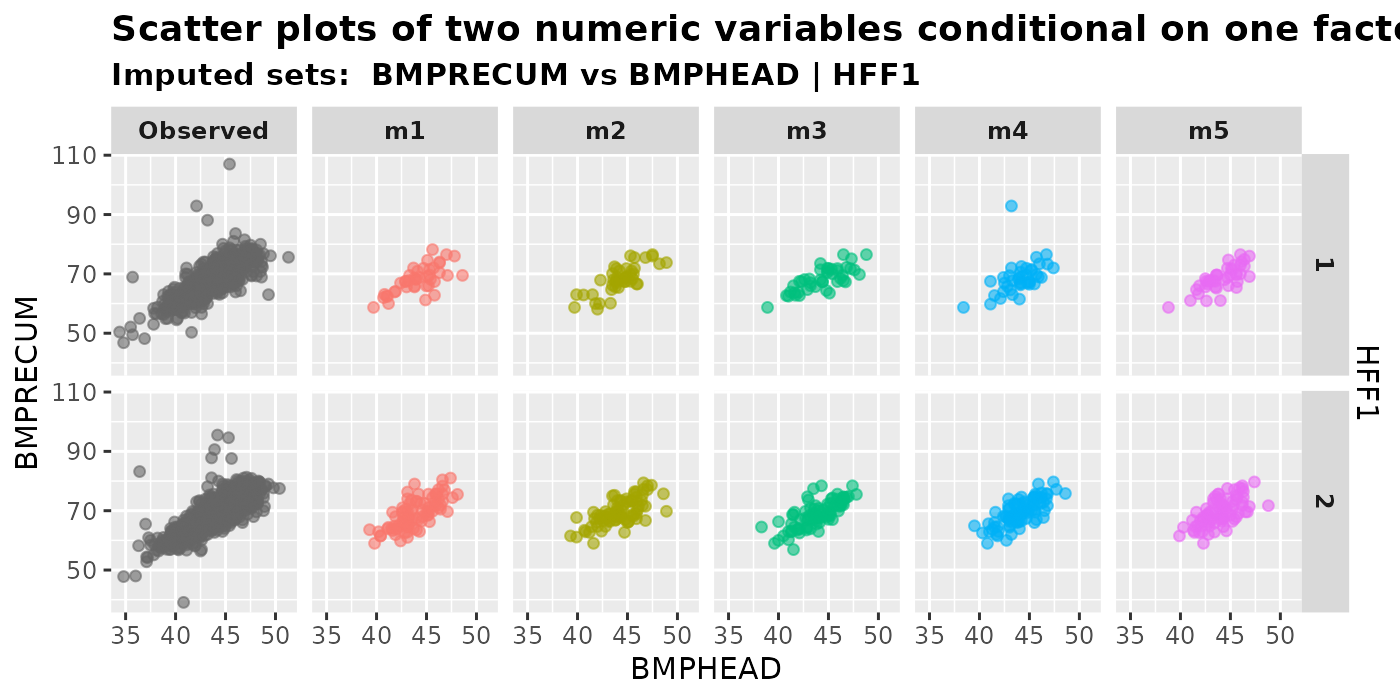 Scatter plots of two numeric variables conditional on one facto
Imputed sets:  BMPRECUM vs BMPHEAD | HFF1
Observed m1 m2 m3 m4 m5
110
90
70
50
1
BMPRECUM
HFF1
110
90
70
50
2
35 40 45 50 35 40 45 50 35 40 45 50 35 40 45 50 35 40 45 50 35 40 45 50
BMPHEAD